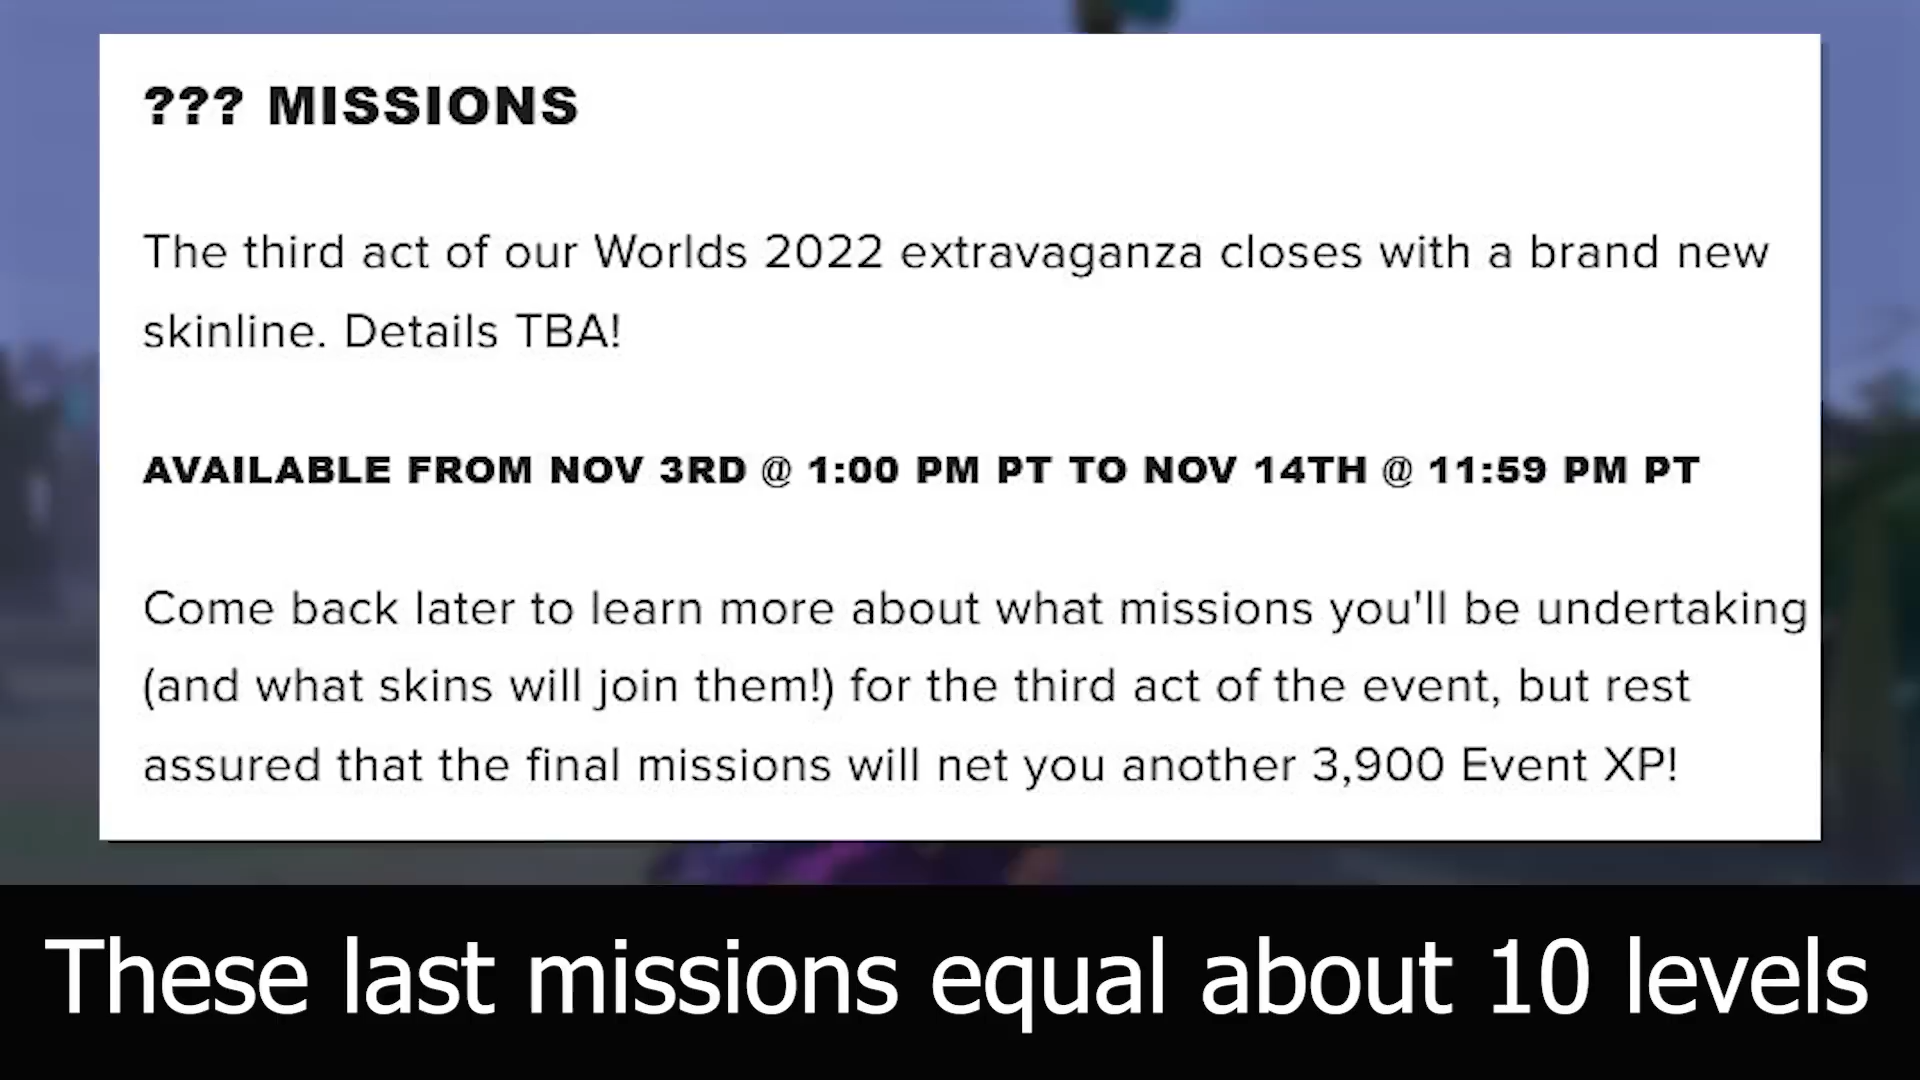 ??? MISSIONS
The third act of our Worlds 2022 extravaganza closes with a brand new
skinline. Details TBA!
AVAILABLE FROM NOV 3RD @ 1:00 PM PT TO NOV 14TH @ 11:59 PM PT
Come back later to learn more about what missions you'll be undertaking
(and what skins will join them!) for the third act of the event, but rest
assured that the final missions will net you another 3,900 Event XP!
These last missions equal about 10 levels